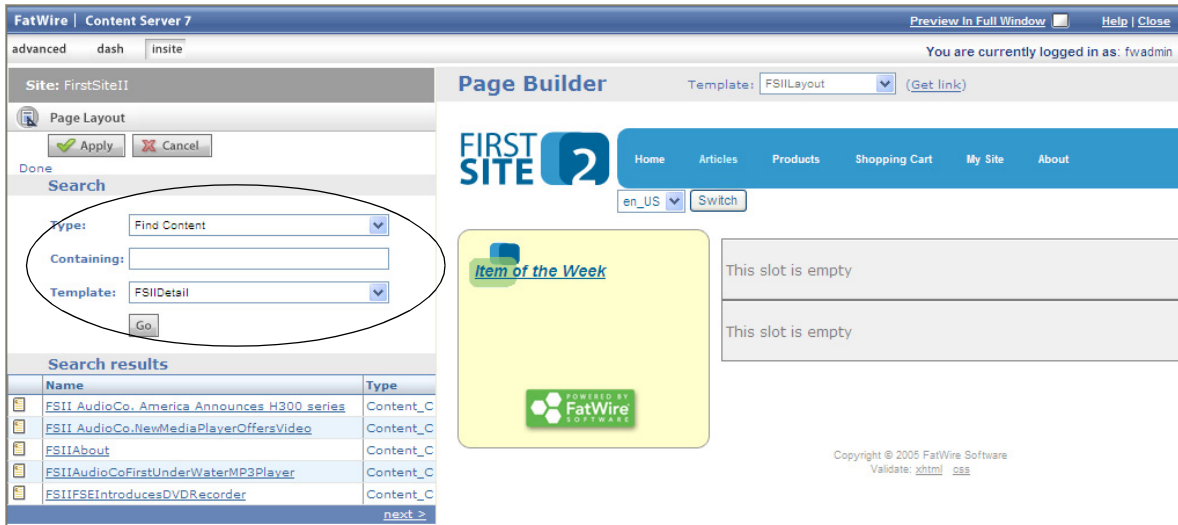 FatWire | Content Server 7
Preview In Full Window
Help | Close
advanced dash insite
You are currently logged in as: fwadmin
Site: FirstSiteII
Page Layout
Apply Cancel
Done
Search
Type: Find Content
Containing:
Template: FSIIDetail
Go
Search results
Name Type
FSII AudioCo. America Announces H300 series Content_C
FSII AudioCo.NewMediaPlayerOffersVideo Content_C
FSIIAbout Content_C
FSIIAudioCoFirstUnderWaterMP3Player Content_C
FSIIFSEIntroducesDVDRecorder Content_C
next >
Page Builder
Template: FSIILayout (Get link)
FIRST
SITE 2
Home Articles Products Shopping Cart My Site About
en_US Switch
Item of the Week
POWERED BY
FatWire
SOFTWARE
This slot is empty
This slot is empty
Copyright © 2005 FatWire Software
Validate: xhtml css